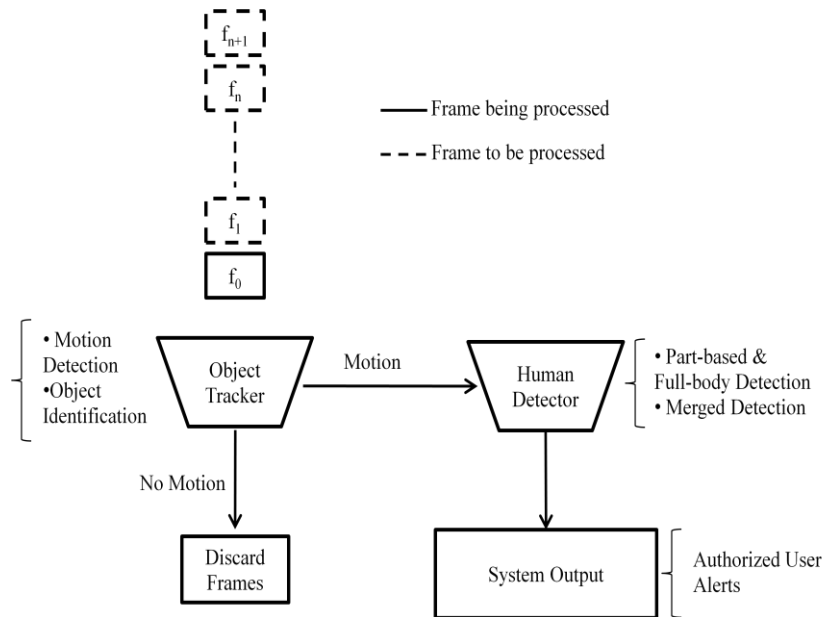 fn+1
fn
Frame being processed
Frame to be processed
f1
f0
• Motion
Detection
•Object
Identification
Object
Tracker
Motion
Human
Detector
• Part-based &
Full-body Detection
• Merged Detection
No Motion
Discard
Frames
System Output
Authorized User
Alerts